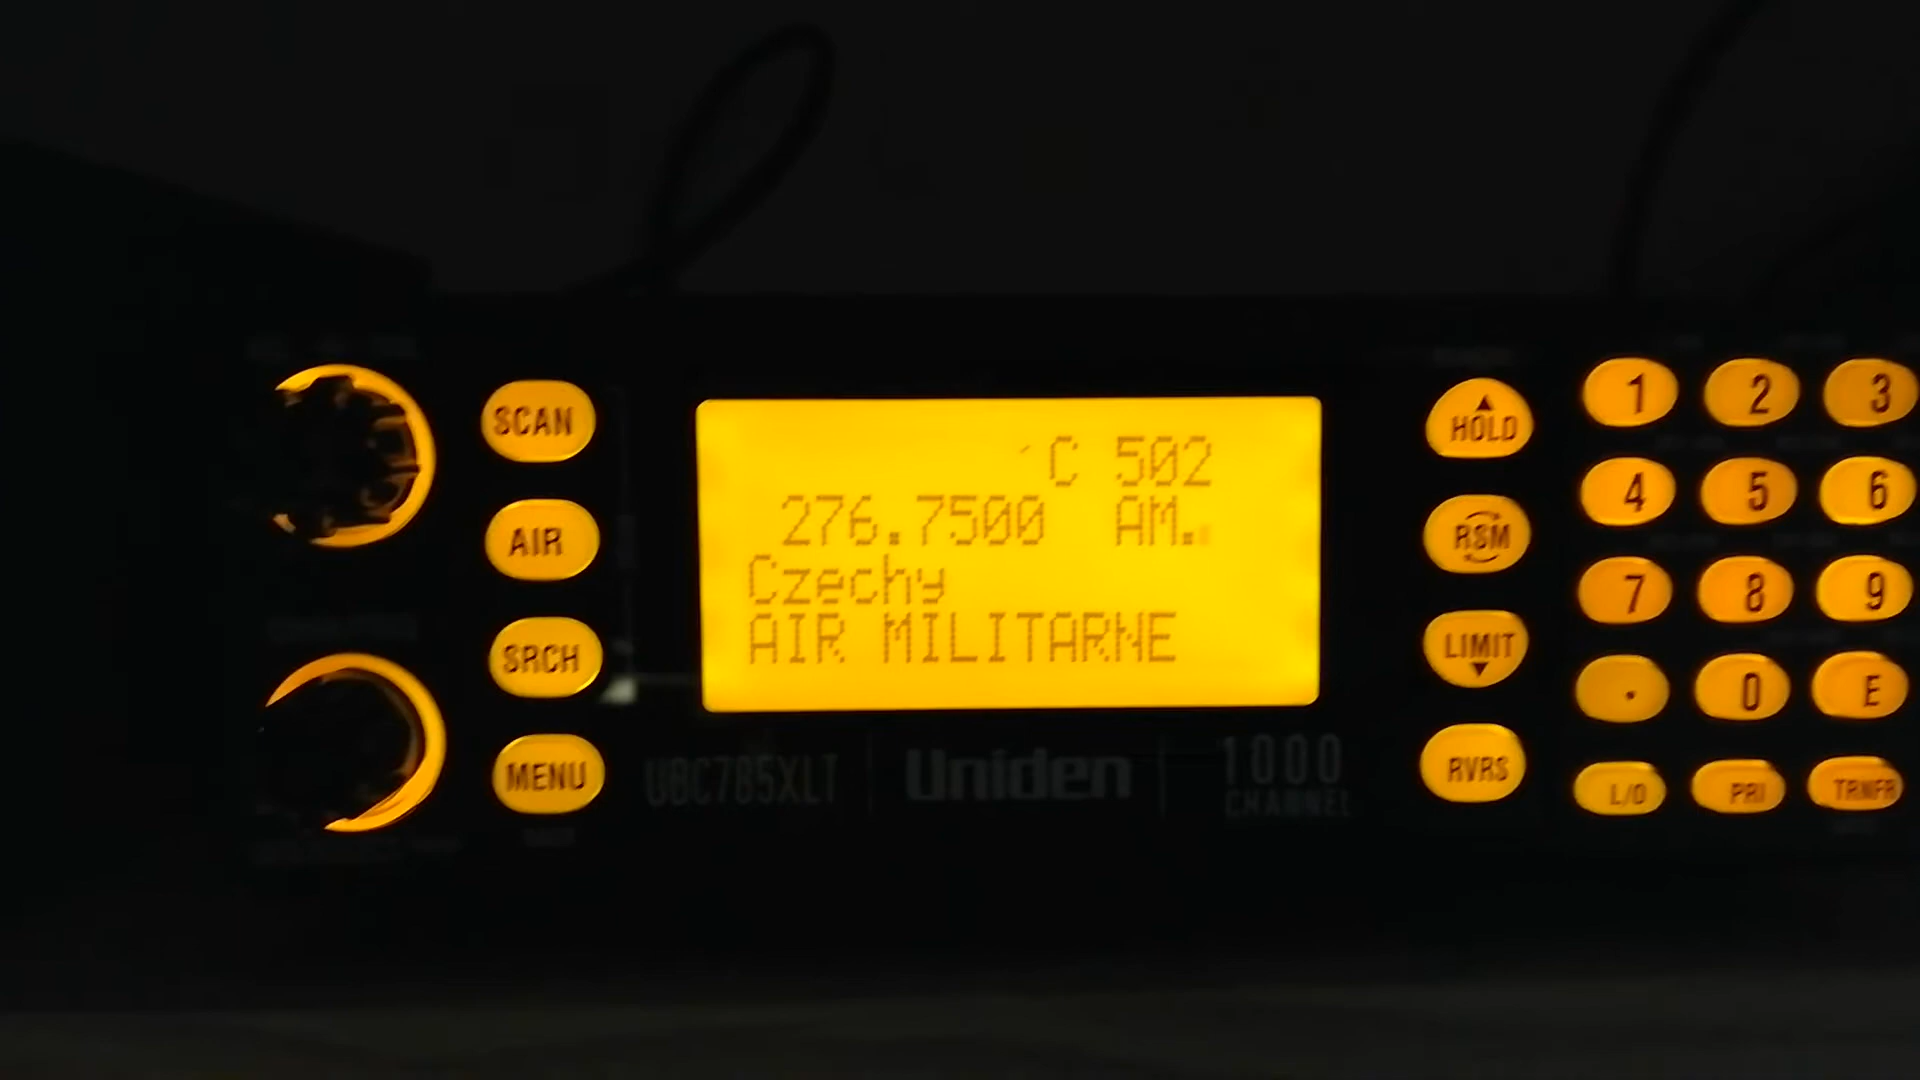 C 502
276.7500 AM.
Czechy
AIR MILITARNE
SCAN
AIR
SRCH
MENU
UBC785XLT
Uniden
1000
CHANNEL
HOLD
RSM
LIMIT
RVRS
1 2 3
4 5 6
7 8 9
. 0 E
L/O PRI TRNFR